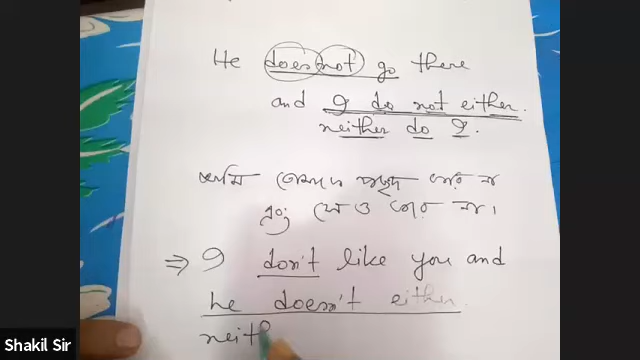 He does not go there
and I do not either.
neither do I.
আমি তোমাকে পছন্দ করি না
এবং সে ও করে না।
⇒ I don't like you and
he doesn't either.
neith
Shakil Sir